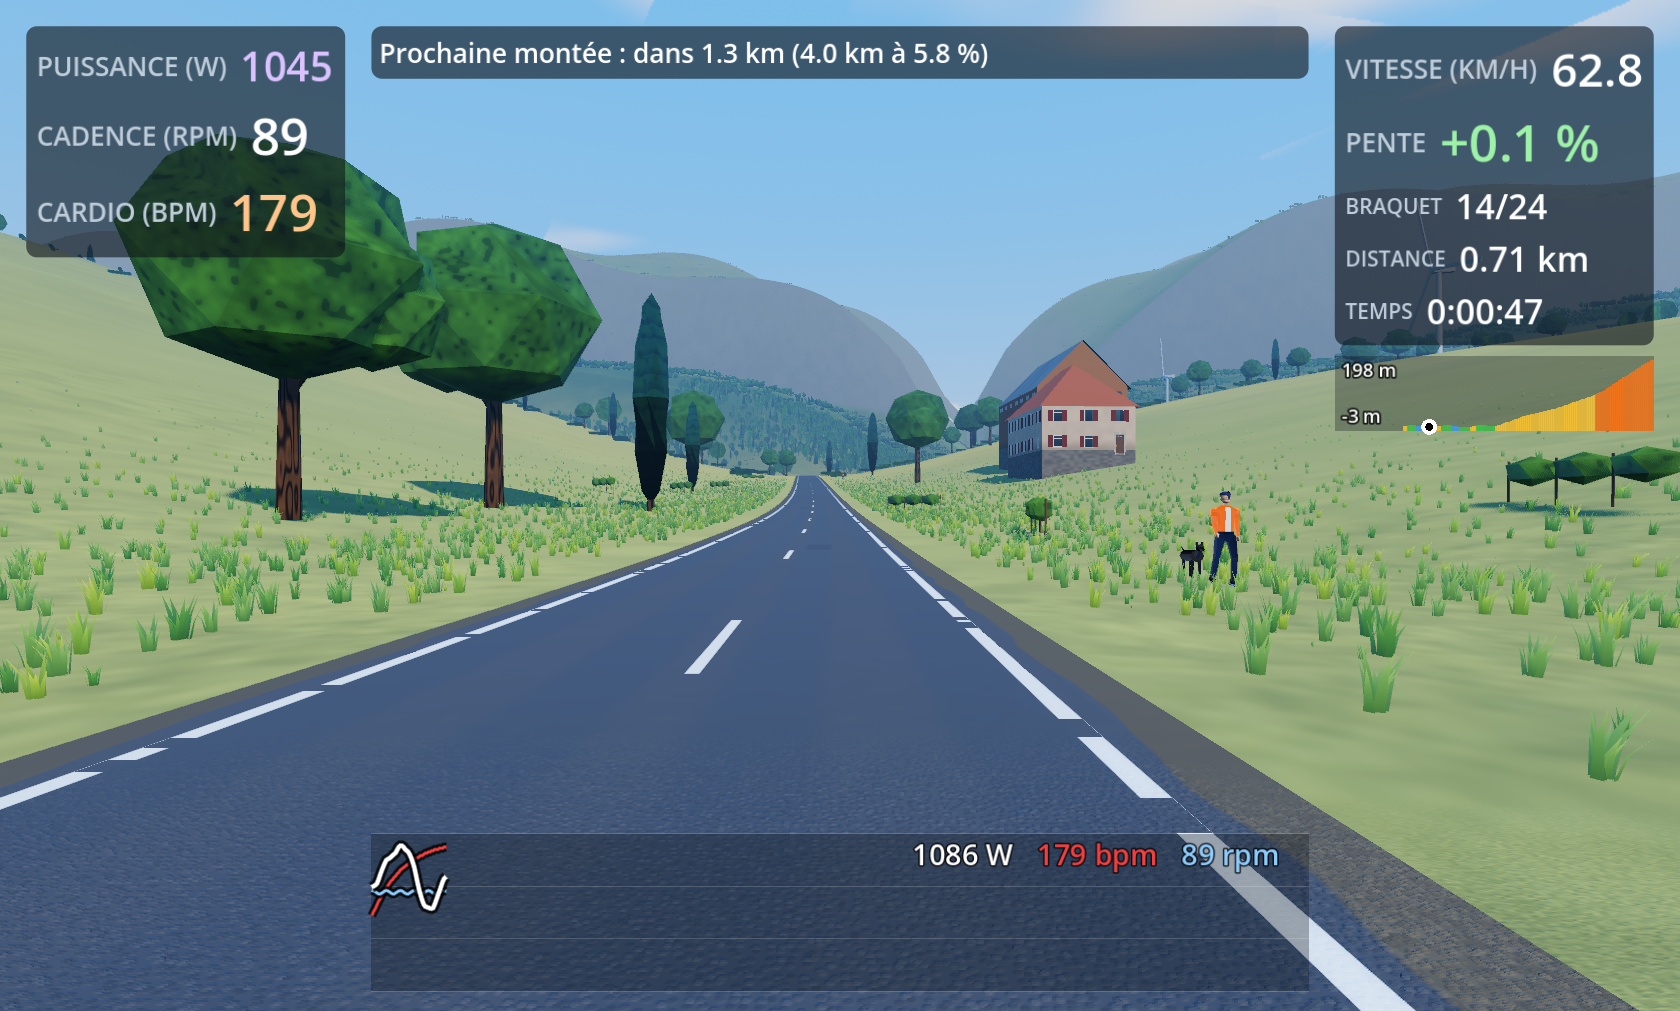 PUISSANCE (W) 1045
CADENCE (RPM) 89
CARDIO (BPM) 179
Prochaine montée : dans 1.3 km (4.0 km à 5.8 %)
VITESSE (KM/H) 62.8
PENTE +0.1 %
BRAQUET 14/24
DISTANCE 0.71 km
TEMPS 0:00:47
198 m
-3 m
1086 W 179 bpm 89 rpm